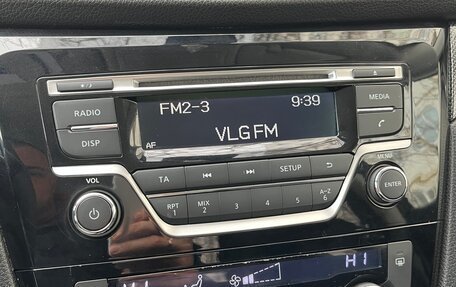 RADIO
FM2-3 9:39
MEDIA
DISP
AF
VLG FM
VOL
TA SETUP
MENU
RPT MIX A-Z
1 2 3 4 5 6
ENTER
H1